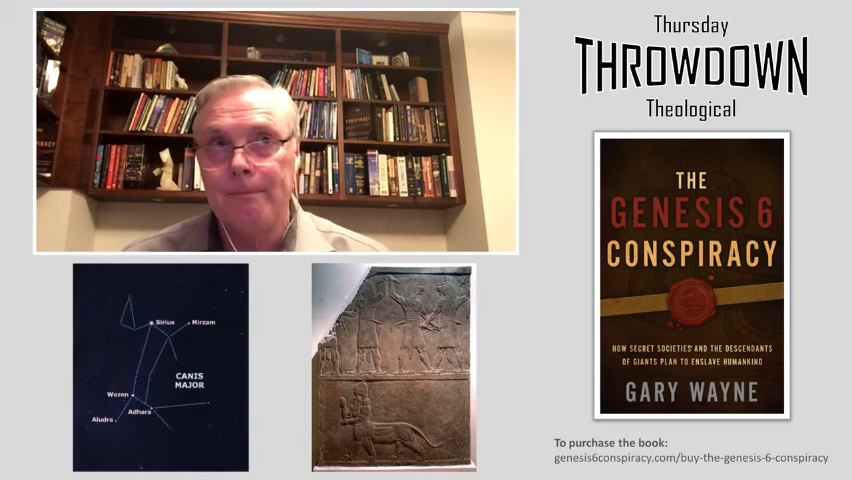 Thursday
THROWDOWN
Theological
THE
GENESIS 6
CONSPIRACY
HOW SECRET SOCIETIES AND THE DESCENDANTS
OF GIANTS PLAN TO ENSLAVE HUMANKIND
GARY WAYNE
To purchase the book:
genesis6conspiracy.com/buy-the-genesis-6-conspiracy
Sirius
Mirzam
CANIS
MAJOR
Wezen
Adhara
Aludra